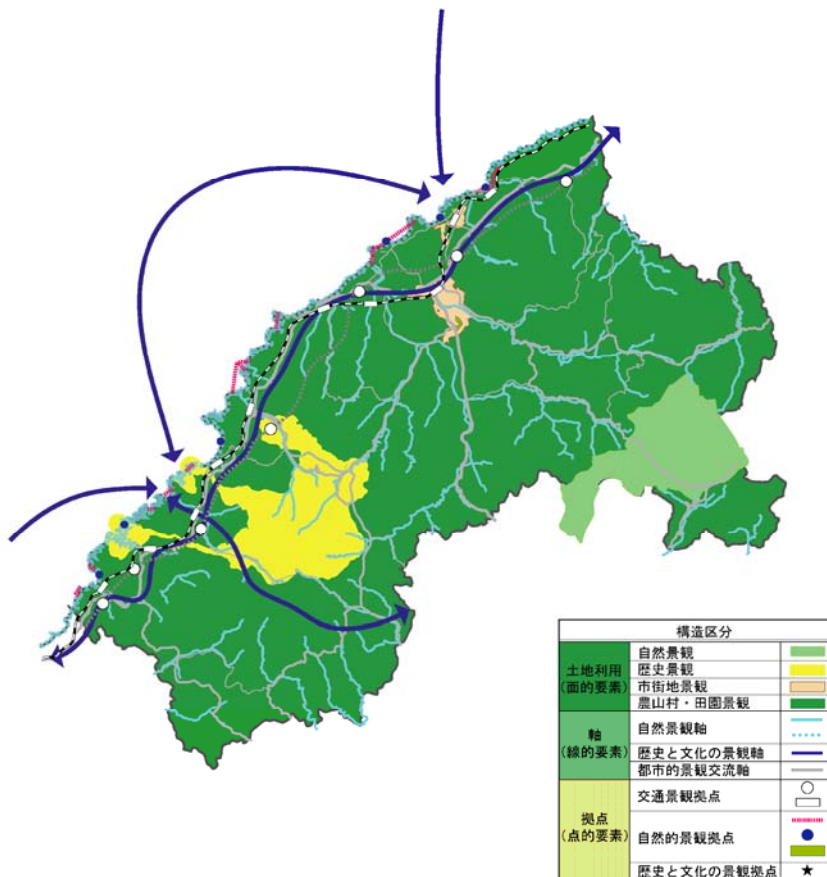 構造区分
土地利用
(面的要素)
自然景観
歴史景観
市街地景観
農山村・田園景観
軸
(線的要素)
自然景観軸
歴史と文化の景観軸
都市的景観交流軸
拠点
(点的要素)
交通景観拠点
自然的景観拠点
歴史と文化の景観拠点